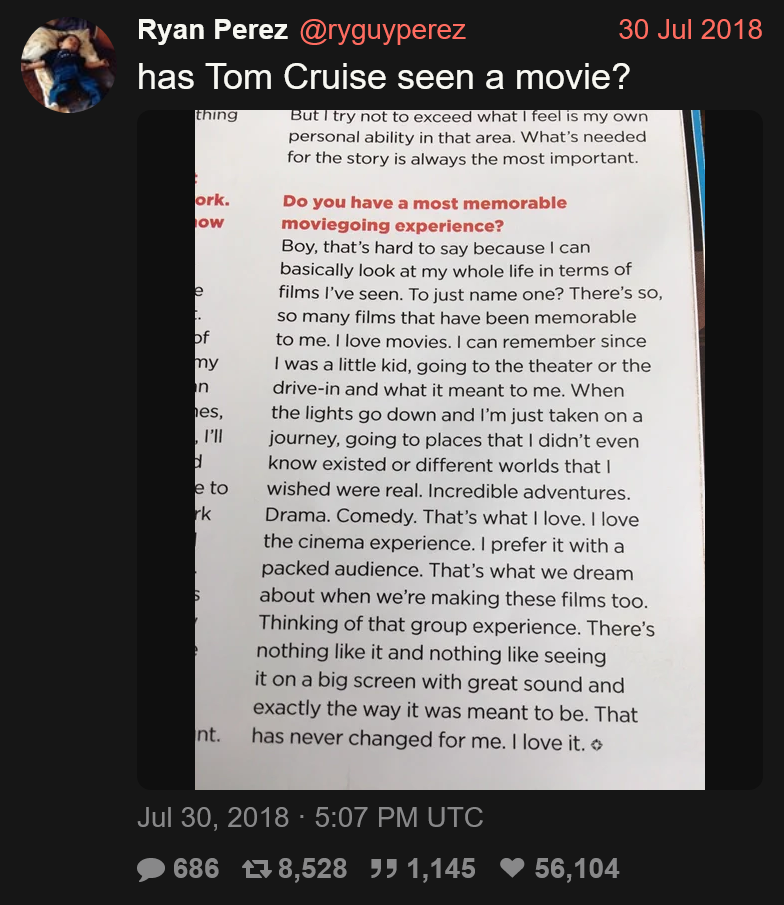 Ryan Perez @ryguyperez 30 Jul 2018
has Tom Cruise seen a movie?
thing
ork.
ow
e
of
my
n
nes,
, I'll
d
e to
rk
s
nt.
But I try not to exceed what I feel is my own
personal ability in that area. What's needed
for the story is always the most important.
Do you have a most memorable
moviegoing experience?
Boy, that's hard to say because I can
basically look at my whole life in terms of
films I've seen. To just name one? There's so,
so many films that have been memorable
to me. I love movies. I can remember since
I was a little kid, going to the theater or the
drive-in and what it meant to me. When
the lights go down and I'm just taken on a
journey, going to places that I didn't even
know existed or different worlds that I
wished were real. Incredible adventures.
Drama. Comedy. That's what I love. I love
the cinema experience. I prefer it with a
packed audience. That's what we dream
about when we're making these films too.
Thinking of that group experience. There's
nothing like it and nothing like seeing
it on a big screen with great sound and
exactly the way it was meant to be. That
has never changed for me. I love it.
Jul 30, 2018 · 5:07 PM UTC
686 8,528 1,145 56,104